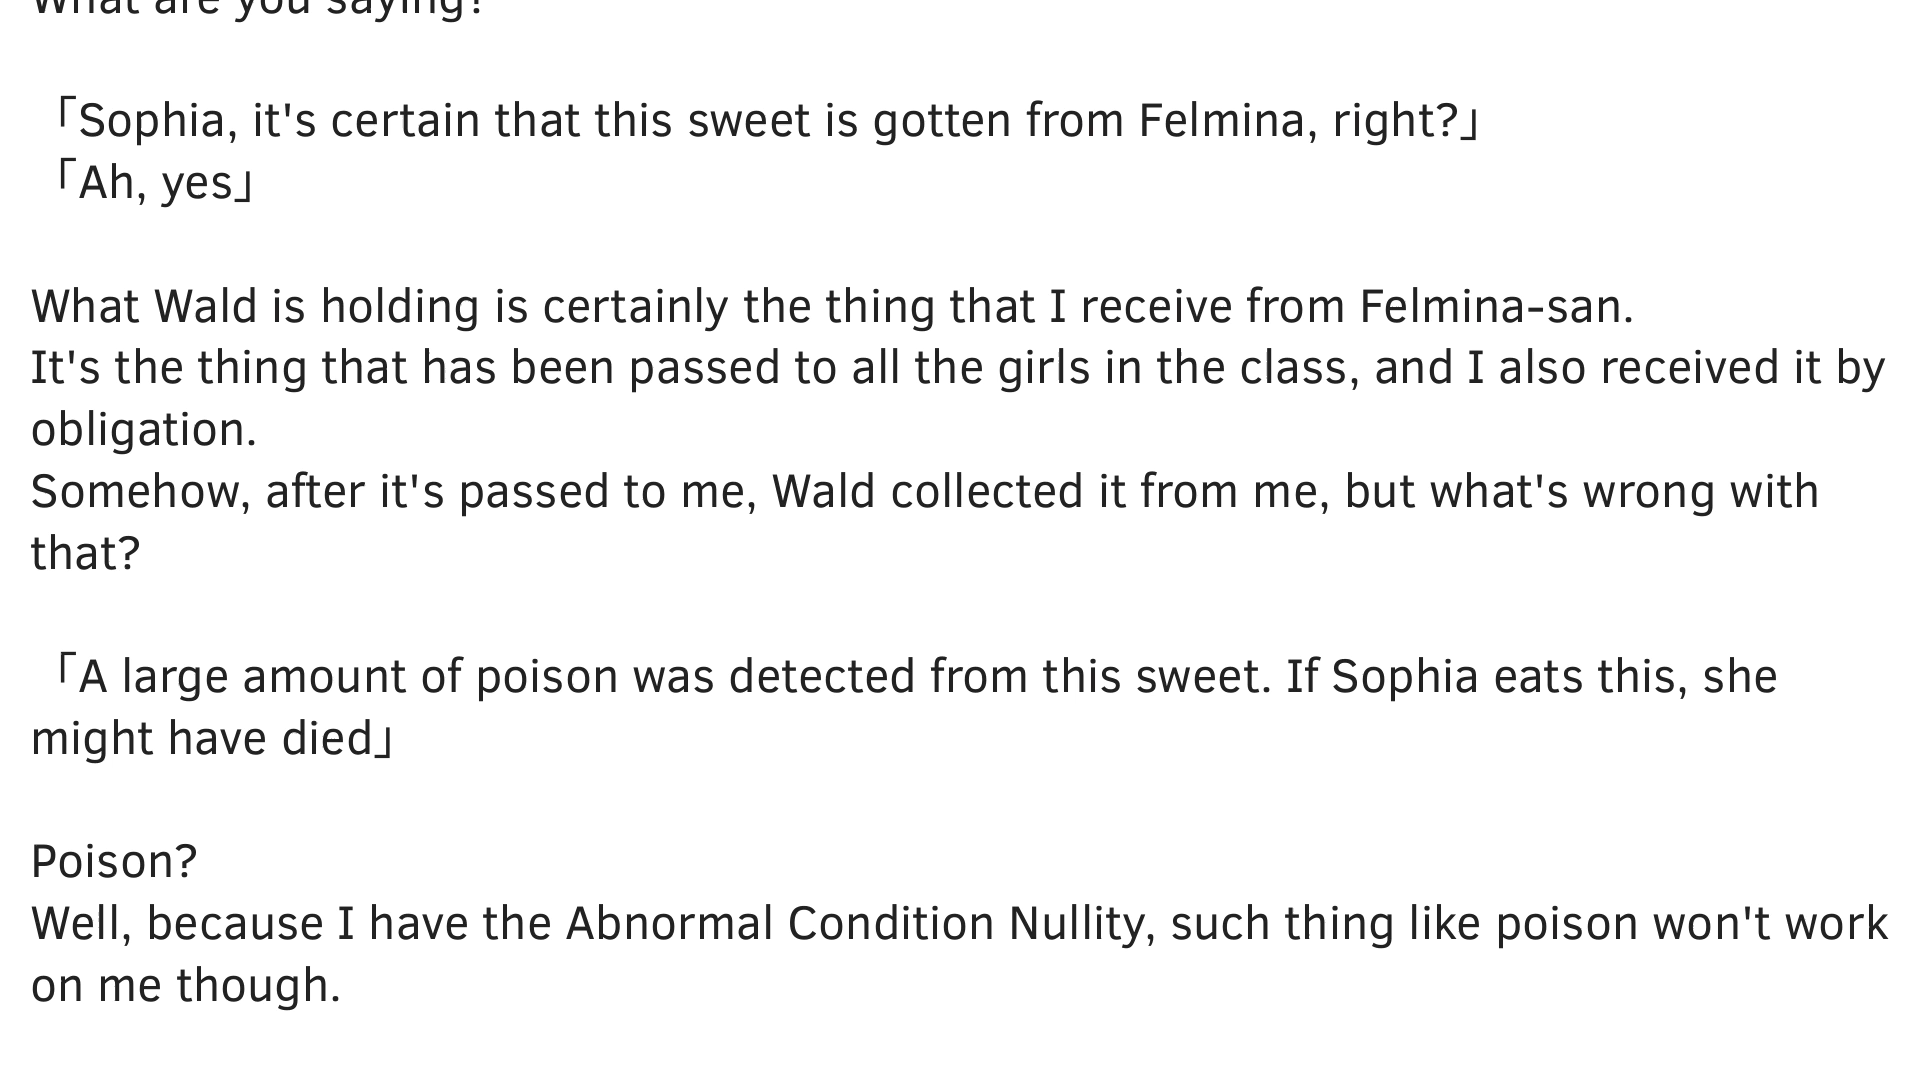 What are you saying?
「Sophia, it's certain that this sweet is gotten from Felmina, right?」
「Ah, yes」
What Wald is holding is certainly the thing that I receive from Felmina-san.
It's the thing that has been passed to all the girls in the class, and I also received it by
obligation.
Somehow, after it's passed to me, Wald collected it from me, but what's wrong with
that?
「A large amount of poison was detected from this sweet. If Sophia eats this, she
might have died」
Poison?
Well, because I have the Abnormal Condition Nullity, such thing like poison won't work
on me though.